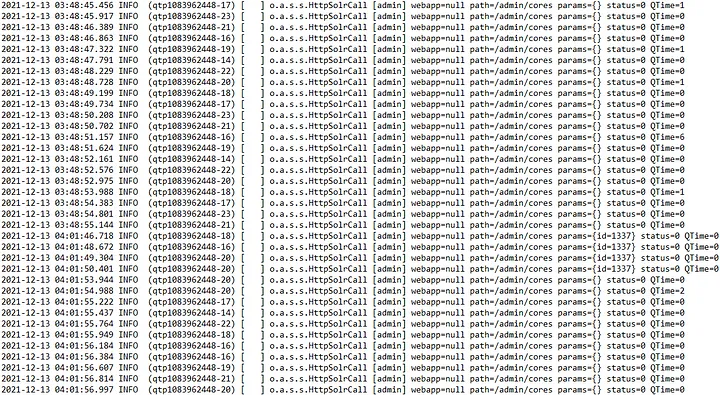 2021-12-13 03:48:45.456 INFO  (qtp1083962448-17) [   ] o.a.s.s.HttpSolrCall [admin] webapp=null path=/admin/cores params={} status=0 QTime=1
2021-12-13 03:48:45.917 INFO  (qtp1083962448-23) [   ] o.a.s.s.HttpSolrCall [admin] webapp=null path=/admin/cores params={} status=0 QTime=0
2021-12-13 03:48:46.389 INFO  (qtp1083962448-21) [   ] o.a.s.s.HttpSolrCall [admin] webapp=null path=/admin/cores params={} status=0 QTime=0
2021-12-13 03:48:46.863 INFO  (qtp1083962448-16) [   ] o.a.s.s.HttpSolrCall [admin] webapp=null path=/admin/cores params={} status=0 QTime=0
2021-12-13 03:48:47.322 INFO  (qtp1083962448-19) [   ] o.a.s.s.HttpSolrCall [admin] webapp=null path=/admin/cores params={} status=0 QTime=1
2021-12-13 03:48:47.791 INFO  (qtp1083962448-14) [   ] o.a.s.s.HttpSolrCall [admin] webapp=null path=/admin/cores params={} status=0 QTime=0
2021-12-13 03:48:48.229 INFO  (qtp1083962448-22) [   ] o.a.s.s.HttpSolrCall [admin] webapp=null path=/admin/cores params={} status=0 QTime=0
2021-12-13 03:48:48.728 INFO  (qtp1083962448-20) [   ] o.a.s.s.HttpSolrCall [admin] webapp=null path=/admin/cores params={} status=0 QTime=1
2021-12-13 03:48:49.199 INFO  (qtp1083962448-18) [   ] o.a.s.s.HttpSolrCall [admin] webapp=null path=/admin/cores params={} status=0 QTime=0
2021-12-13 03:48:49.734 INFO  (qtp1083962448-17) [   ] o.a.s.s.HttpSolrCall [admin] webapp=null path=/admin/cores params={} status=0 QTime=0
2021-12-13 03:48:50.208 INFO  (qtp1083962448-23) [   ] o.a.s.s.HttpSolrCall [admin] webapp=null path=/admin/cores params={} status=0 QTime=0
2021-12-13 03:48:50.702 INFO  (qtp1083962448-21) [   ] o.a.s.s.HttpSolrCall [admin] webapp=null path=/admin/cores params={} status=0 QTime=0
2021-12-13 03:48:51.157 INFO  (qtp1083962448-16) [   ] o.a.s.s.HttpSolrCall [admin] webapp=null path=/admin/cores params={} status=0 QTime=6
2021-12-13 03:48:51.624 INFO  (qtp1083962448-19) [   ] o.a.s.s.HttpSolrCall [admin] webapp=null path=/admin/cores params={} status=0 QTime=0
2021-12-13 03:48:52.161 INFO  (qtp1083962448-14) [   ] o.a.s.s.HttpSolrCall [admin] webapp=null path=/admin/cores params={} status=0 QTime=0
2021-12-13 03:48:52.576 INFO  (qtp1083962448-22) [   ] o.a.s.s.HttpSolrCall [admin] webapp=null path=/admin/cores params={} status=0 QTime=0
2021-12-13 03:48:52.975 INFO  (qtp1083962448-20) [   ] o.a.s.s.HttpSolrCall [admin] webapp=null path=/admin/cores params={} status=0 QTime=0
2021-12-13 03:48:53.988 INFO  (qtp1083962448-18) [   ] o.a.s.s.HttpSolrCall [admin] webapp=null path=/admin/cores params={} status=0 QTime=1
2021-12-13 03:48:54.383 INFO  (qtp1083962448-17) [   ] o.a.s.s.HttpSolrCall [admin] webapp=null path=/admin/cores params={} status=0 QTime=0
2021-12-13 03:48:54.801 INFO  (qtp1083962448-23) [   ] o.a.s.s.HttpSolrCall [admin] webapp=null path=/admin/cores params={} status=0 QTime=0
2021-12-13 03:48:55.144 INFO  (qtp1083962448-21) [   ] o.a.s.s.HttpSolrCall [admin] webapp=null path=/admin/cores params={} status=0 QTime=0
2021-12-13 04:01:46.718 INFO  (qtp1083962448-18) [   ] o.a.s.s.HttpSolrCall [admin] webapp=null path=/admin/cores params={id=1337} status=0 QTime=0
2021-12-13 04:01:48.672 INFO  (qtp1083962448-16) [   ] o.a.s.s.HttpSolrCall [admin] webapp=null path=/admin/cores params={id=1337} status=0 QTime=0
2021-12-13 04:01:49.304 INFO  (qtp1083962448-20) [   ] o.a.s.s.HttpSolrCall [admin] webapp=null path=/admin/cores params={id=1337} status=0 QTime=0
2021-12-13 04:01:50.401 INFO  (qtp1083962448-20) [   ] o.a.s.s.HttpSolrCall [admin] webapp=null path=/admin/cores params={id=1337} status=0 QTime=0
2021-12-13 04:01:53.944 INFO  (qtp1083962448-20) [   ] o.a.s.s.HttpSolrCall [admin] webapp=null path=/admin/cores params={} status=0 QTime=0
2021-12-13 04:01:54.988 INFO  (qtp1083962448-20) [   ] o.a.s.s.HttpSolrCall [admin] webapp=null path=/admin/cores params={} status=0 QTime=2
2021-12-13 04:01:55.222 INFO  (qtp1083962448-17) [   ] o.a.s.s.HttpSolrCall [admin] webapp=null path=/admin/cores params={} status=0 QTime=0
2021-12-13 04:01:55.437 INFO  (qtp1083962448-14) [   ] o.a.s.s.HttpSolrCall [admin] webapp=null path=/admin/cores params={} status=0 QTime=0
2021-12-13 04:01:55.764 INFO  (qtp1083962448-22) [   ] o.a.s.s.HttpSolrCall [admin] webapp=null path=/admin/cores params={} status=0 QTime=0
2021-12-13 04:01:55.949 INFO  (qtp1083962448-18) [   ] o.a.s.s.HttpSolrCall [admin] webapp=null path=/admin/cores params={} status=0 QTime=0
2021-12-13 04:01:56.184 INFO  (qtp1083962448-16) [   ] o.a.s.s.HttpSolrCall [admin] webapp=null path=/admin/cores params={} status=0 QTime=0
2021-12-13 04:01:56.384 INFO  (qtp1083962448-16) [   ] o.a.s.s.HttpSolrCall [admin] webapp=null path=/admin/cores params={} status=0 QTime=0
2021-12-13 04:01:56.607 INFO  (qtp1083962448-19) [   ] o.a.s.s.HttpSolrCall [admin] webapp=null path=/admin/cores params={} status=0 QTime=0
2021-12-13 04:01:56.814 INFO  (qtp1083962448-21) [   ] o.a.s.s.HttpSolrCall [admin] webapp=null path=/admin/cores params={} status=0 QTime=0
2021-12-13 04:01:56.997 INFO  (qtp1083962448-20) [   ] o.a.s.s.HttpSolrCall [admin] webapp=null path=/admin/cores params={} status=0 QTime=0